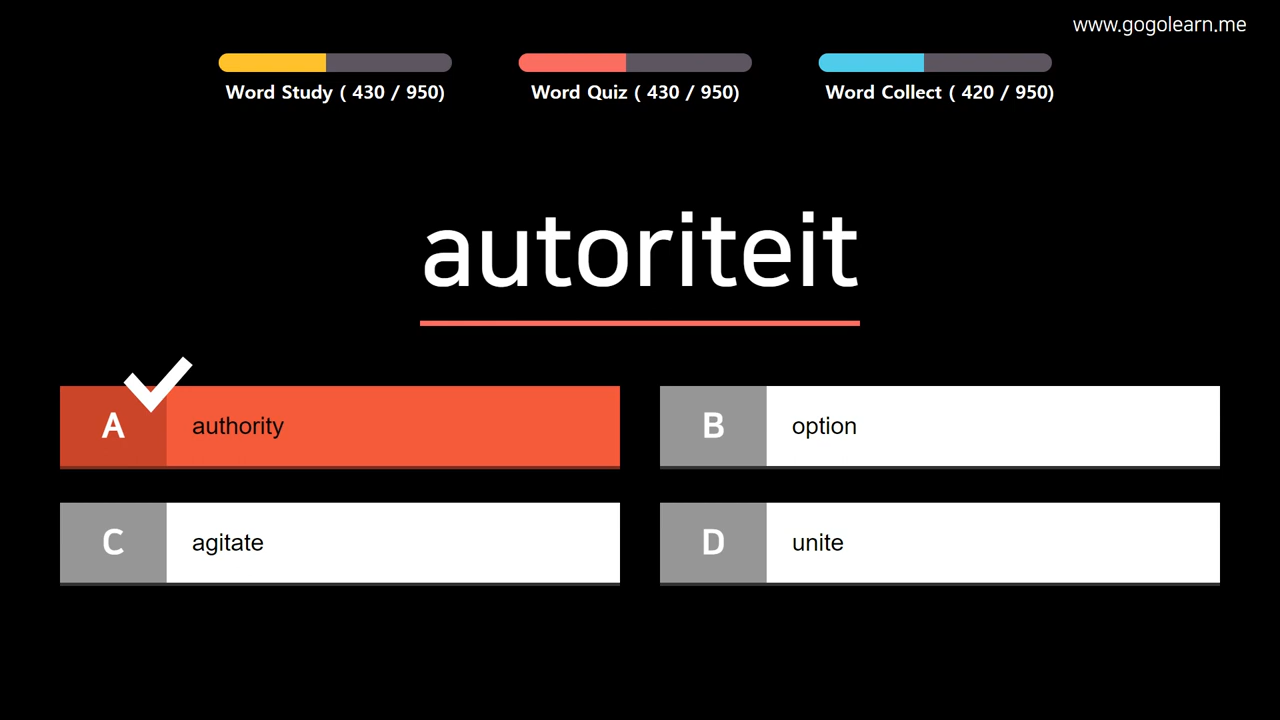 www.gogolearn.me
Word Study ( 430 / 950)
Word Quiz ( 430 / 950)
Word Collect ( 420 / 950)
autoriteit
A authority
B option
C agitate
D unite